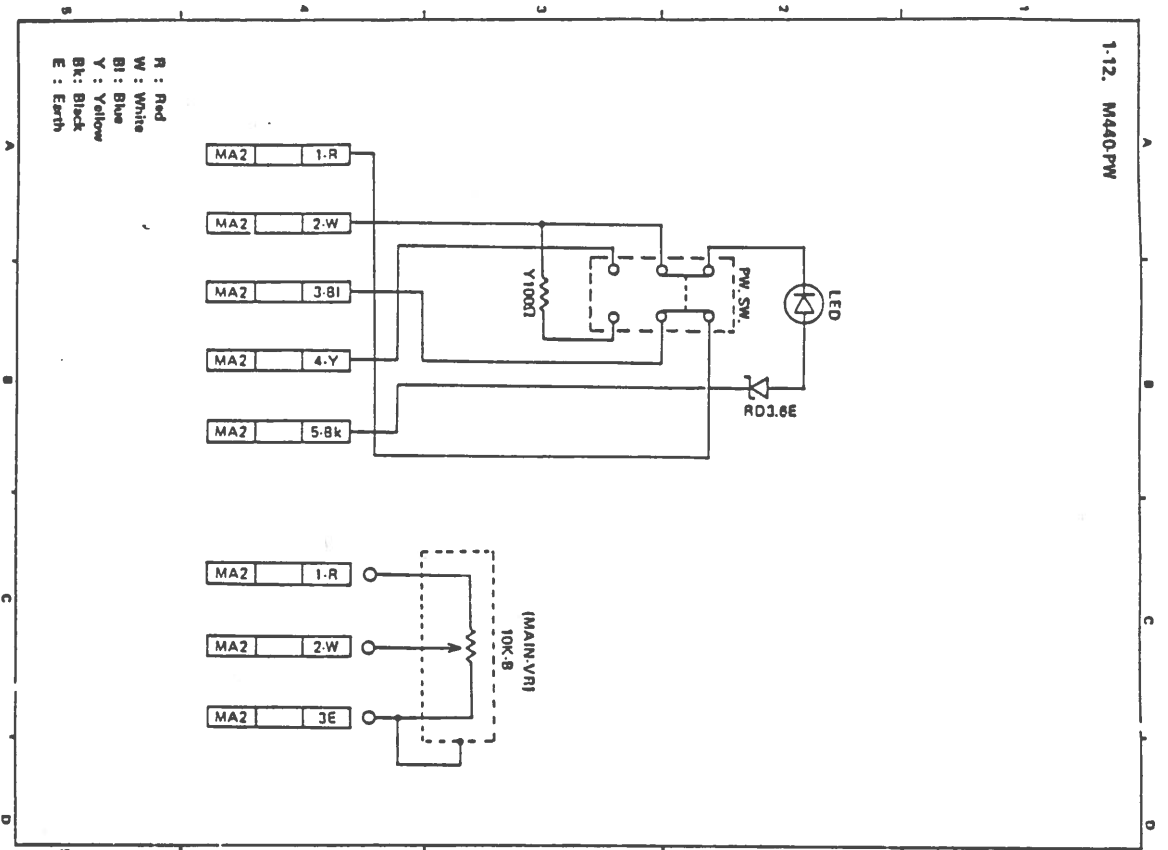 1-12. M440-PW
1
2
3
4
5
A
B
C
D
A
B
C
D
LED
RD3.6E
PW. SW.
Y100Ω
MA2 1-R
MA2 2-W
MA2 3-Bl
MA2 4-Y
MA2 5-Bk
(MAIN-VR)
10K-B
MA2 1-R
MA2 2-W
MA2 3E
R : Red
W : White
Bl : Blue
Y : Yellow
Bk : Black
E : Earth